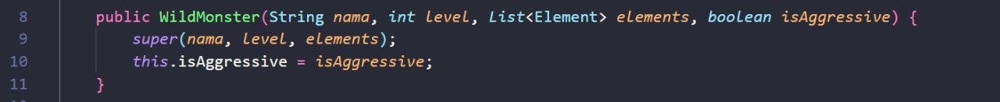 8 public WildMonster(String nama, int level, List<Element> elements, boolean isAggressive) {
9 super(nama, level, elements);
10 this.isAggressive = isAggressive;
11 }